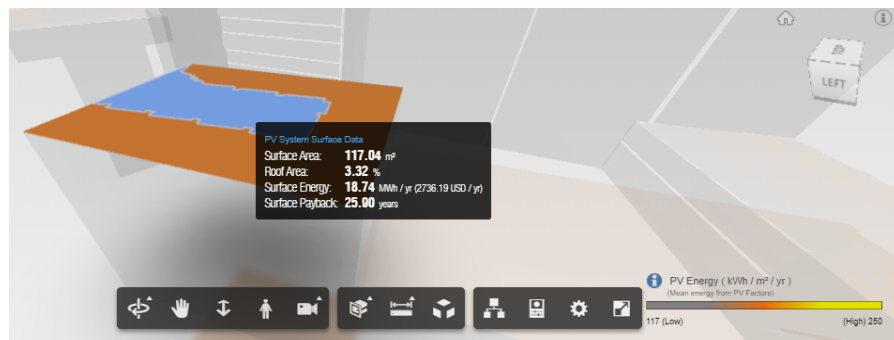 LEFT
PV System Surface Data
Surface Area: 117.04 m²
Roof Area: 3.32 %
Surface Energy: 18.74 MWh / yr (2736.19 USD / yr)
Surface Payback: 25.90 years
PV Energy ( kWh / m² / yr )
(Mean energy from PV Factors)
117 (Low) (High) 250